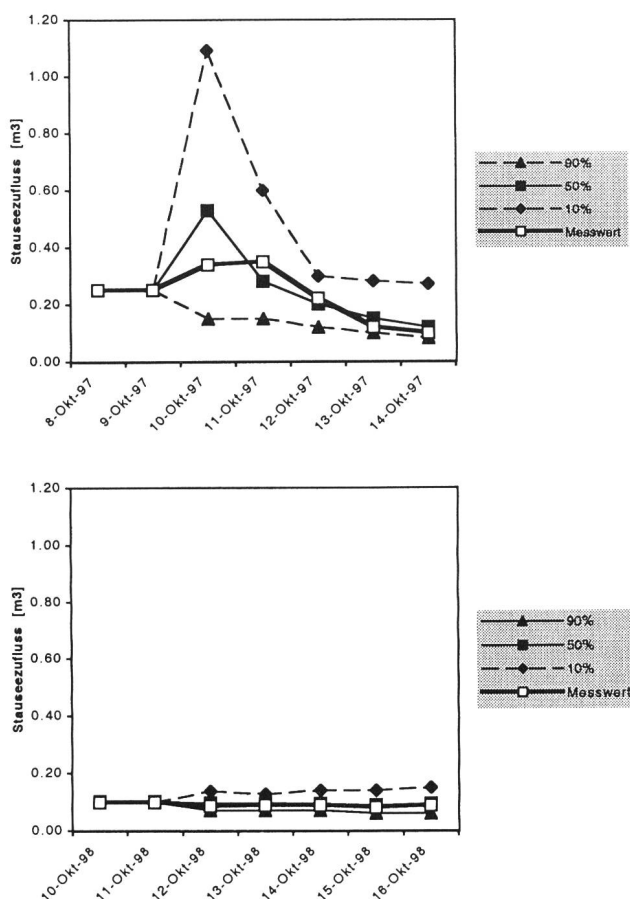 1.20
1.00
0.80
0.60
0.40
0.20
0.00
Stauseezufluss [m3]
8-Okt-97
9-Okt-97
10-Okt-97
11-Okt-97
12-Okt-97
13-Okt-97
14-Okt-97
90%
50%
10%
Messwert
1.20
1.00
0.80
0.60
0.40
0.20
0.00
Stauseezufluss [m3]
10-Okt-98
11-Okt-98
12-Okt-98
13-Okt-98
14-Okt-98
15-Okt-98
16-Okt-98
90%
50%
10%
Messwert